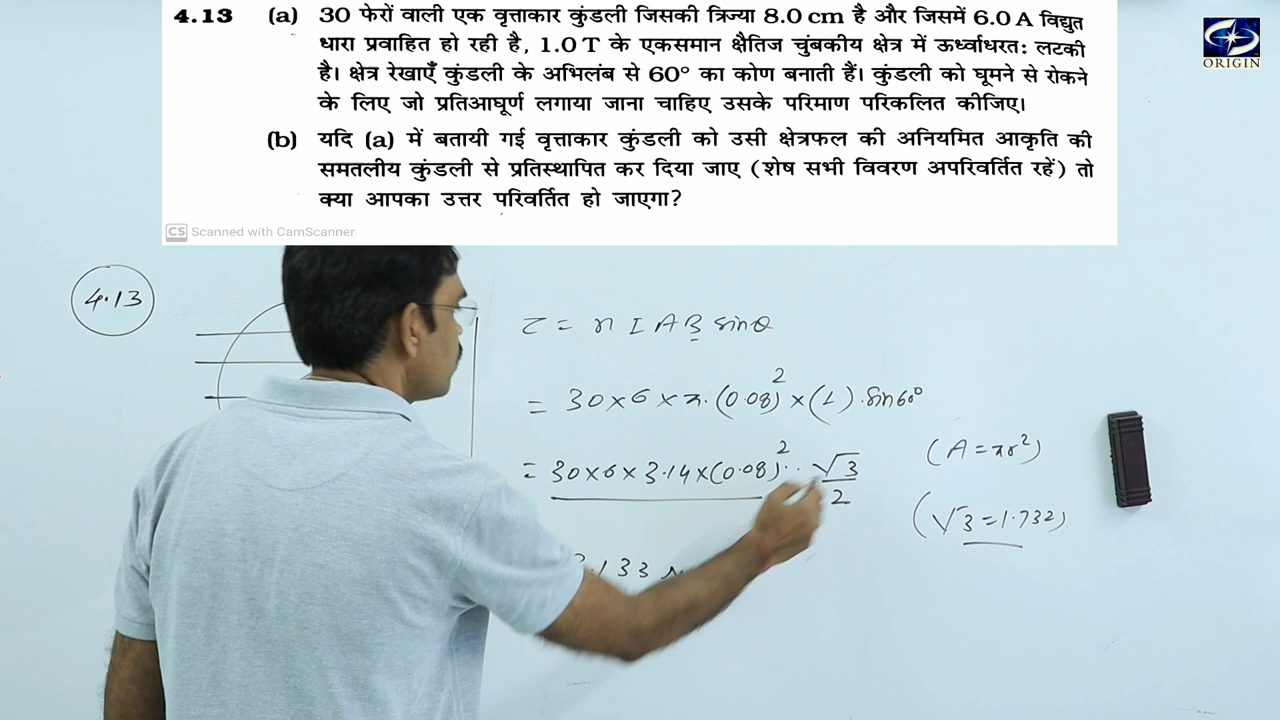 4.13 (a) 30 फेरों वाली एक वृत्ताकार कुंडली जिसकी त्रिज्या 8.0 cm है और जिसमें 6.0 A विद्युत
धारा प्रवाहित हो रही है, 1.0 T के एकसमान क्षैतिज चुंबकीय क्षेत्र में ऊर्ध्वाधरत: लटकी
है। क्षेत्र रेखाएँ कुंडली के अभिलंब से 60° का कोण बनाती हैं। कुंडली को घूमने से रोकने
के लिए जो प्रतिआघूर्ण लगाया जाना चाहिए उसके परिमाण परिकलित कीजिए।
(b) यदि (a) में बतायी गई वृत्ताकार कुंडली को उसी क्षेत्रफल की अनियमित आकृति की
समतलीय कुंडली से प्रतिस्थापित कर दिया जाए (शेष सभी विवरण अपरिवर्तित रहें) तो
क्या आपका उत्तर परिवर्तित हो जाएगा?
CS Scanned with CamScanner
ORIGIN
4.13
τ = n I A B sinθ
= 30×6×π.(0.08)²×(1).sin60°
(A=πr²)
= 30×6×3.14×(0.08)²..√3/2
(√3=1.732)
.133